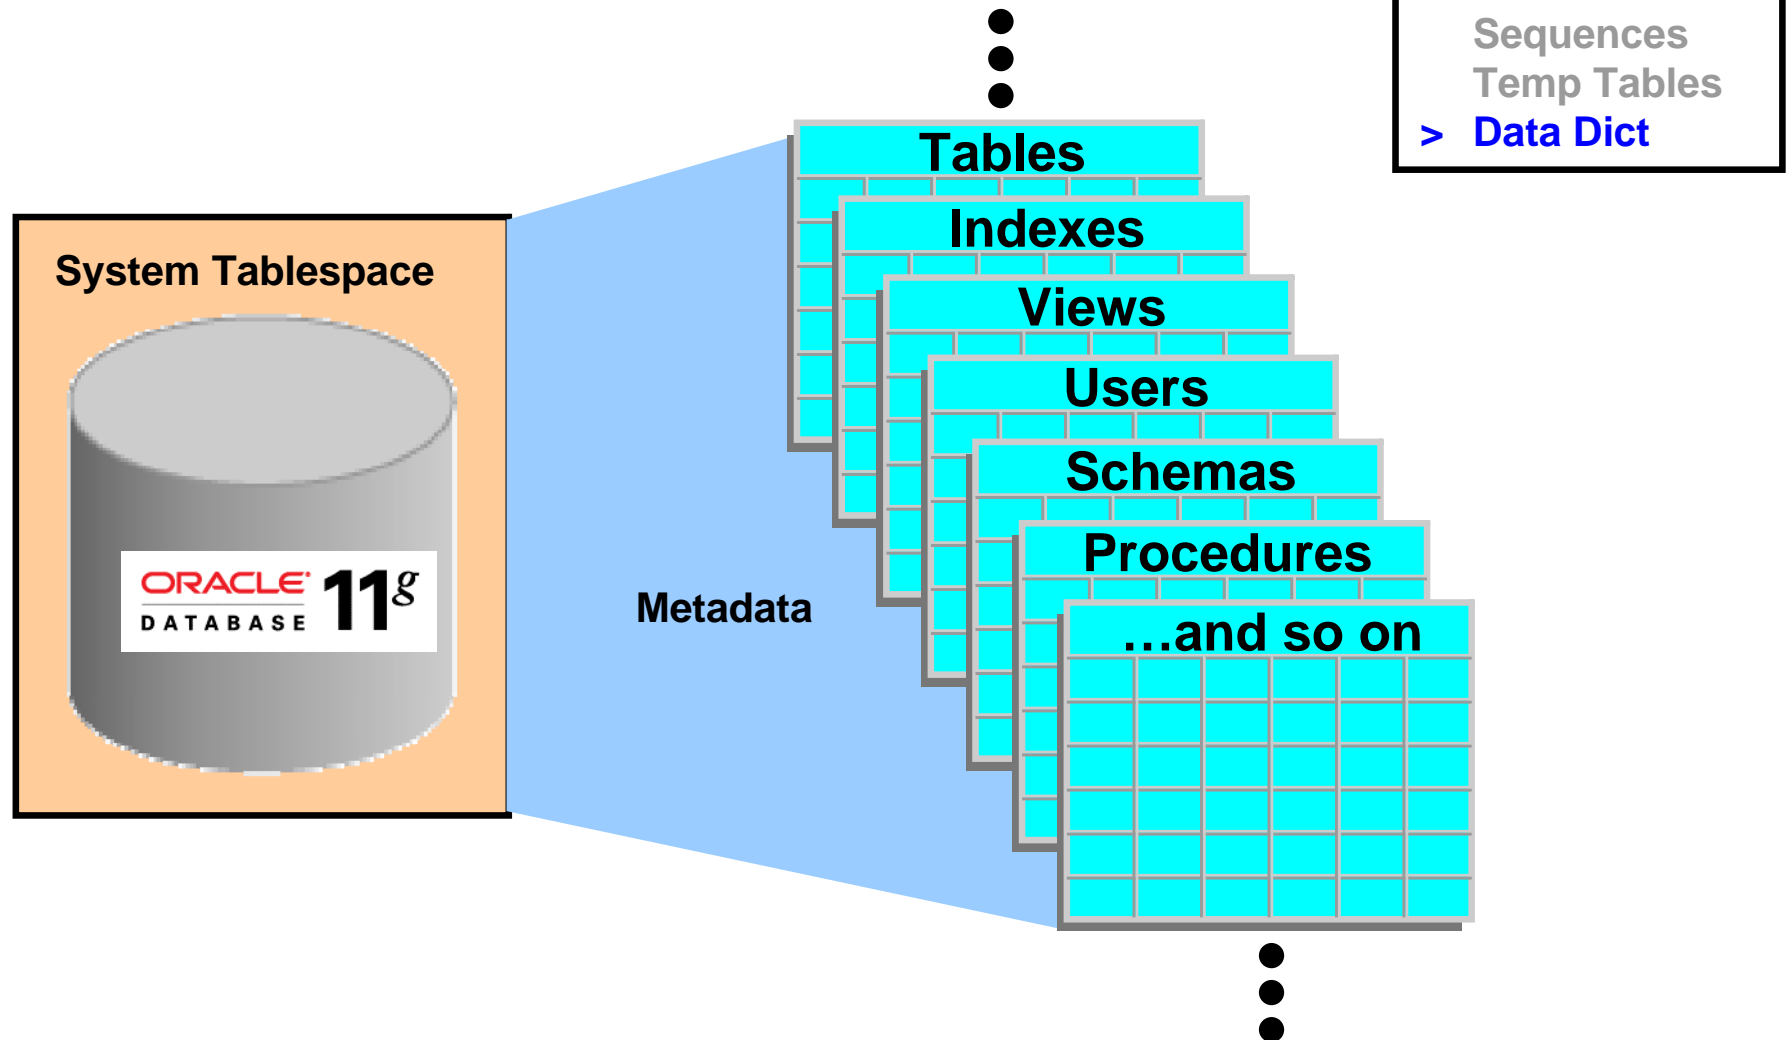 Sequences
Temp Tables
> Data Dict
Tables
Indexes
System Tablespace
Views
Users
Schemas
Procedures
ORACLE 11g
DATABASE
Metadata
...and so on